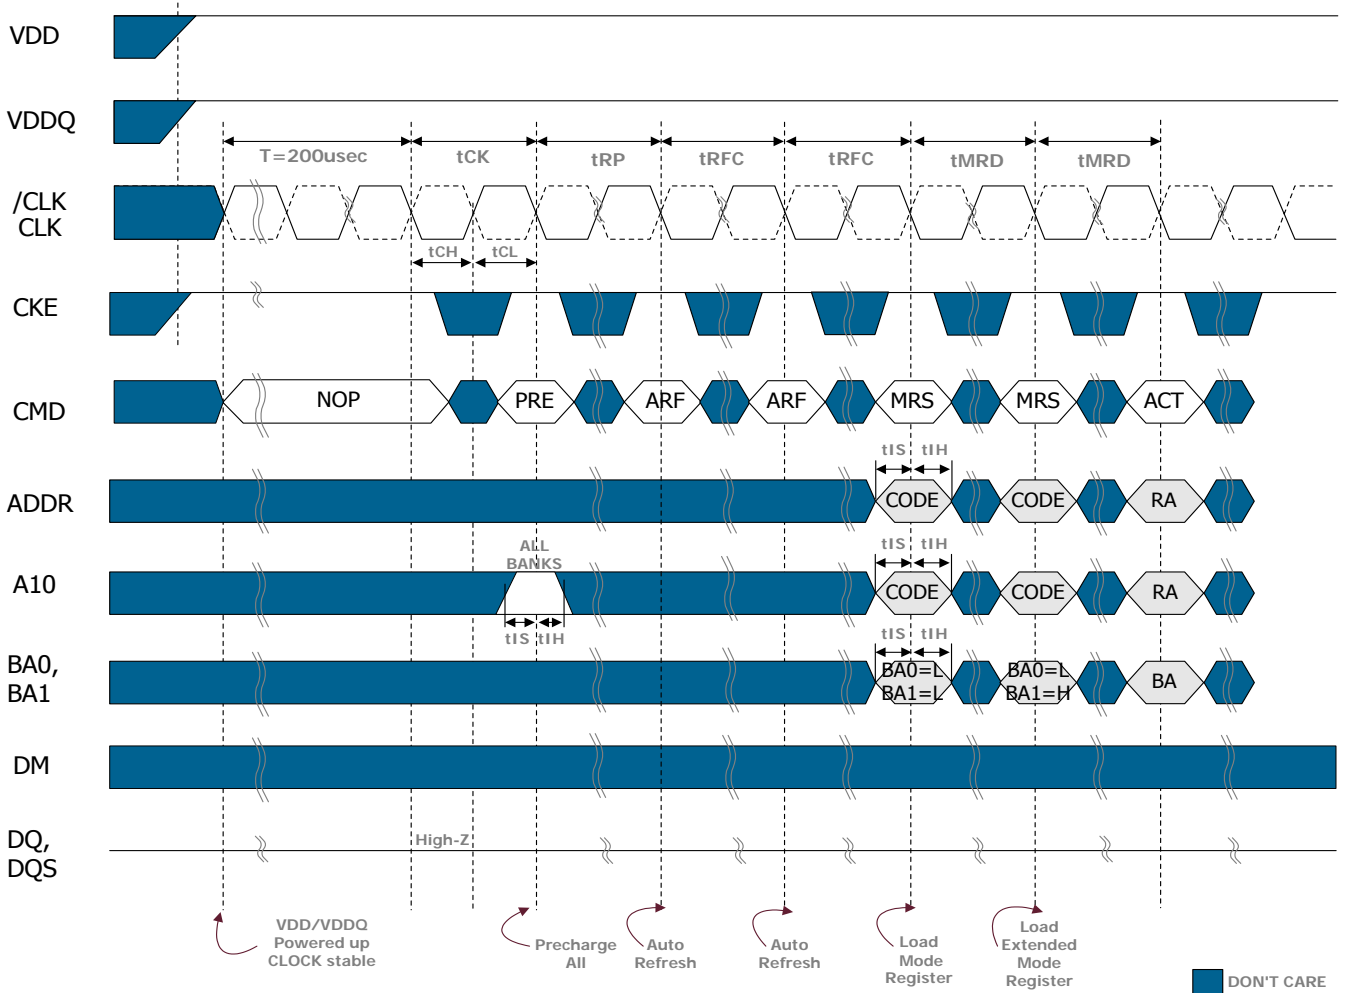 VDD
VDDQ
T=200usec
tCK
tRP
tRFC
tRFC
tMRD
tMRD
/CLK
CLK
tCH
tCL
CKE
CMD
NOP
PRE
ARF
ARF
MRS
MRS
ACT
tIS
tIH
ADDR
CODE
CODE
RA
ALL
BANKS
tIS
tIH
A10
CODE
CODE
RA
tIS
tIH
tIS
tIH
BA0,
BA1
BA0=L
BA1=L
BA0=L
BA1=H
BA
DM
DQ,
DQS
High-Z
VDD/VDDQ
Powered up
CLOCK stable
Precharge
All
Auto
Refresh
Auto
Refresh
Load
Mode
Register
Load
Extended
Mode
Register
DON'T CARE